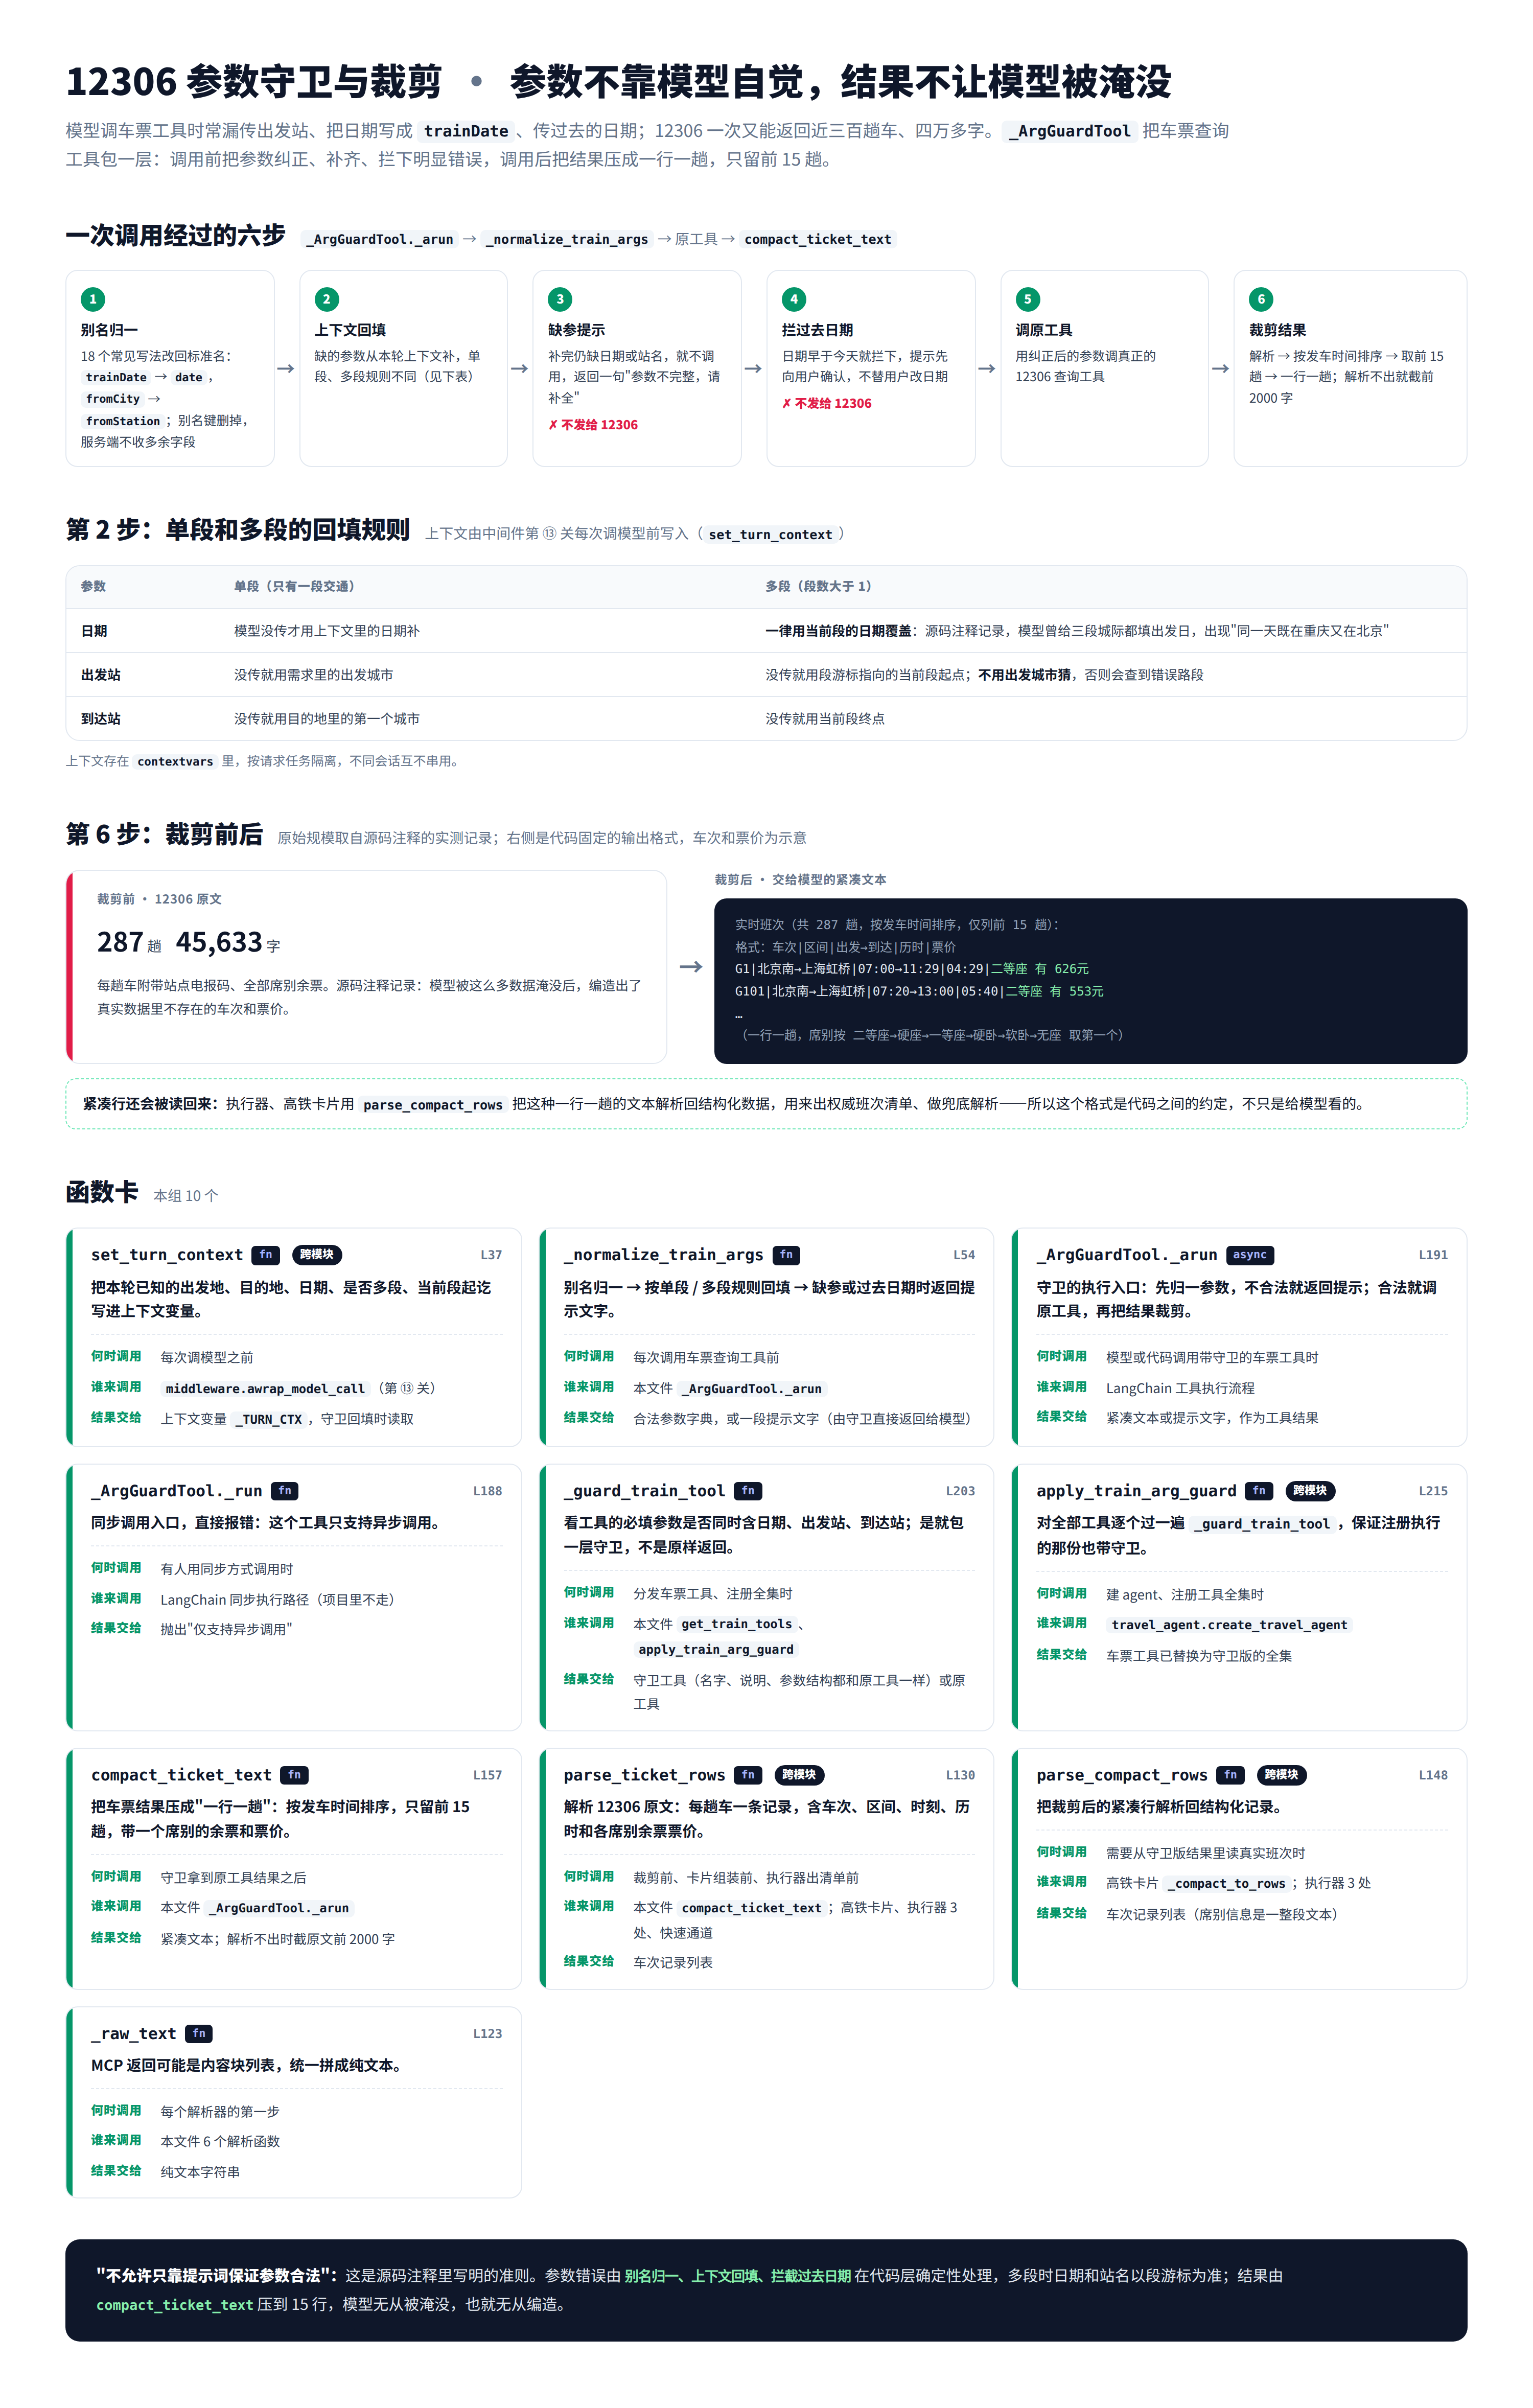 12306 参数守卫与裁剪 • 参数不靠模型自觉，结果不让模型被淹没
模型调车票工具时常漏传出发站、把日期写成 trainDate、传过去的日期；12306 一次又能返回近三百趟车、四万多字。_ArgGuardTool 把车票查询
工具包一层：调用前把参数纠正、补齐、拦下明显错误，调用后把结果压成一行一趟，只留前 15 趟。
一次调用经过的六步 _ArgGuardTool._arun → _normalize_train_args → 原工具 → compact_ticket_text
1
别名归一
18 个常见写法改回标准名：
trainDate → date，
fromCity →
fromStation；别名键删掉，
服务端不收多余字段
→
2
上下文回填
缺的参数从本轮上下文补，单
段、多段规则不同（见下表）
→
3
缺参提示
补完仍缺日期或站名，就不调
用，返回一句"参数不完整，请
补全"
✗ 不发给 12306
→
4
拦过去日期
日期早于今天就拦下，提示先
向用户确认，不替用户改日期
✗ 不发给 12306
→
5
调原工具
用纠正后的参数调真正的
12306 查询工具
→
6
裁剪结果
解析 → 按发车时间排序 → 取前 15
趟 → 一行一趟；解析不出就截前
2000 字
第 2 步：单段和多段的回填规则 上下文由中间件第 ⑬ 关每次调模型前写入（set_turn_context）
参数 单段（只有一段交通） 多段（段数大于 1）
日期 模型没传才用上下文里的日期补 一律用当前段的日期覆盖：源码注释记录，模型曾给三段城际都填出发日，出现"同一天既在重庆又在北京"
出发站 没传就用需求里的出发城市 没传就用段游标指向的当前段起点；不用出发城市猜，否则会查到错误路段
到达站 没传就用目的地里的第一个城市 没传就用当前段终点
上下文存在 contextvars 里，按请求任务隔离，不同会话互不串用。
第 6 步：裁剪前后 原始规模取自源码注释的实测记录；右侧是代码固定的输出格式，车次和票价为示意
裁剪前 • 12306 原文
287 趟 45,633 字
每趟车附带站点电报码、全部席别余票。源码注释记录：模型被这么多数据淹没后，编造出了
真实数据里不存在的车次和票价。
→
裁剪后 • 交给模型的紧凑文本
实时班次（共 287 趟，按发车时间排序，仅列前 15 趟）：
格式：车次|区间|出发→到达|历时|票价
G1|北京南→上海虹桥|07:00→11:29|04:29|二等座 有 626元
G101|北京南→上海虹桥|07:20→13:00|05:40|二等座 有 553元
…
（一行一趟，席别按 二等座→硬座→一等座→硬卧→软卧→无座 取第一个）
紧凑行还会被读回来：执行器、高铁卡片用 parse_compact_rows 把这种一行一趟的文本解析回结构化数据，用来出权威班次清单、做兜底解析——所以这个格式是代码之间的约定，不只是给模型看的。
函数卡 本组 10 个
set_turn_context fn 跨模块 L37
把本轮已知的出发地、目的地、日期、是否多段、当前段起讫
写进上下文变量。
何时调用 每次调模型之前
谁来调用 middleware.awrap_model_call（第 ⑬ 关）
结果交给 上下文变量 _TURN_CTX，守卫回填时读取
_normalize_train_args fn L54
别名归一 → 按单段 / 多段规则回填 → 缺参或过去日期时返回提
示文字。
何时调用 每次调用车票查询工具前
谁来调用 本文件 _ArgGuardTool._arun
结果交给 合法参数字典，或一段提示文字（由守卫直接返回给模型）
_ArgGuardTool._arun async L191
守卫的执行入口：先归一参数，不合法就返回提示；合法就调
原工具，再把结果裁剪。
何时调用 模型或代码调用带守卫的车票工具时
谁来调用 LangChain 工具执行流程
结果交给 紧凑文本或提示文字，作为工具结果
_ArgGuardTool._run fn L188
同步调用入口，直接报错：这个工具只支持异步调用。
何时调用 有人用同步方式调用时
谁来调用 LangChain 同步执行路径（项目里不走）
结果交给 抛出"仅支持异步调用"
_guard_train_tool fn L203
看工具的必填参数是否同时含日期、出发站、到达站；是就包
一层守卫，不是原样返回。
何时调用 分发车票工具、注册全集时
谁来调用 本文件 get_train_tools、
apply_train_arg_guard
结果交给 守卫工具（名字、说明、参数结构都和原工具一样）或原
工具
apply_train_arg_guard fn 跨模块 L215
对全部工具逐个过一遍 _guard_train_tool，保证注册执行
的那份也带守卫。
何时调用 建 agent、注册工具全集时
谁来调用 travel_agent.create_travel_agent
结果交给 车票工具已替换为守卫版的全集
compact_ticket_text fn L157
把车票结果压成"一行一趟"：按发车时间排序，只留前 15
趟，带一个席别的余票和票价。
何时调用 守卫拿到原工具结果之后
谁来调用 本文件 _ArgGuardTool._arun
结果交给 紧凑文本；解析不出时截原文前 2000 字
parse_ticket_rows fn 跨模块 L130
解析 12306 原文：每趟车一条记录，含车次、区间、时刻、历
时和各席别余票票价。
何时调用 裁剪前、卡片组装前、执行器出清单前
谁来调用 本文件 compact_ticket_text；高铁卡片、执行器 3
处、快速通道
结果交给 车次记录列表
parse_compact_rows fn 跨模块 L148
把裁剪后的紧凑行解析回结构化记录。
何时调用 需要从守卫版结果里读真实班次时
谁来调用 高铁卡片 _compact_to_rows；执行器 3 处
结果交给 车次记录列表（席别信息是一整段文本）
_raw_text fn L123
MCP 返回可能是内容块列表，统一拼成纯文本。
何时调用 每个解析器的第一步
谁来调用 本文件 6 个解析函数
结果交给 纯文本字符串
"不允许只靠提示词保证参数合法"：这是源码注释里写明的准则。参数错误由 别名归一、上下文回填、拦截过去日期 在代码层确定性处理，多段时日期和站名以段游标为准；结果由
compact_ticket_text 压到 15 行，模型无从被淹没，也就无从编造。